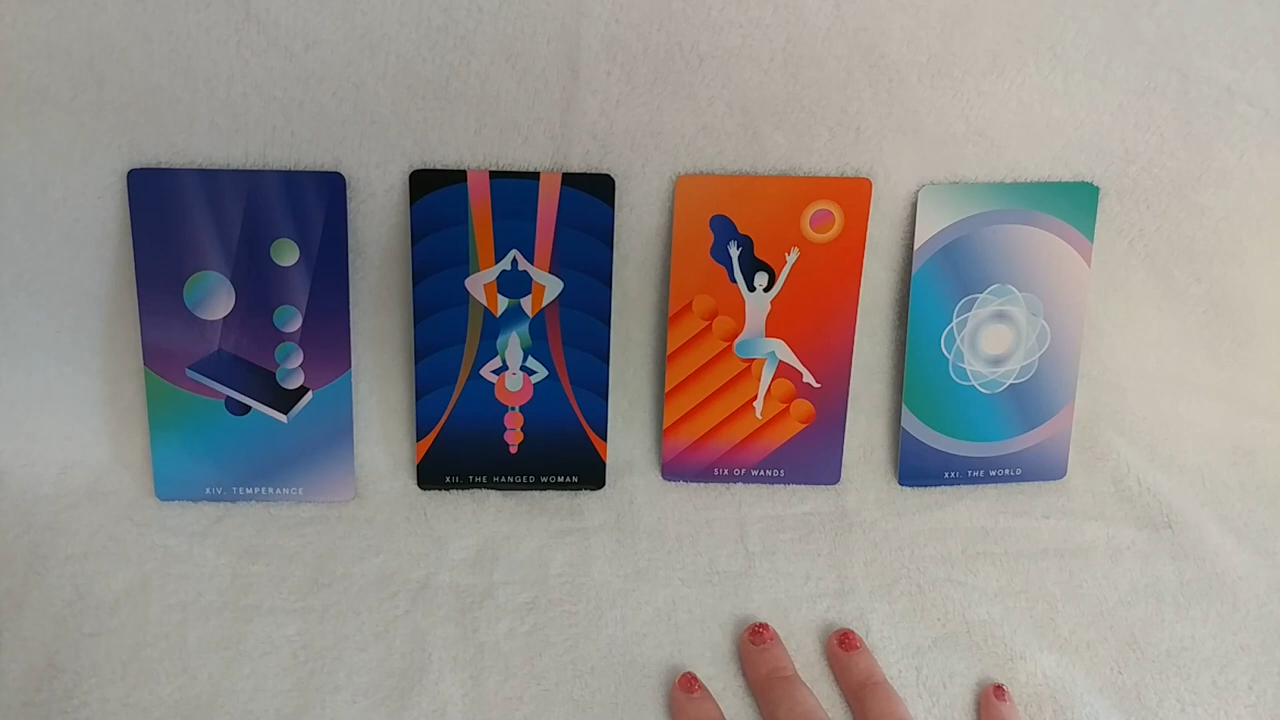 XIV. TEMPERANCE
XII. THE HANGED WOMAN
SIX OF WANDS
XXI. THE WORLD